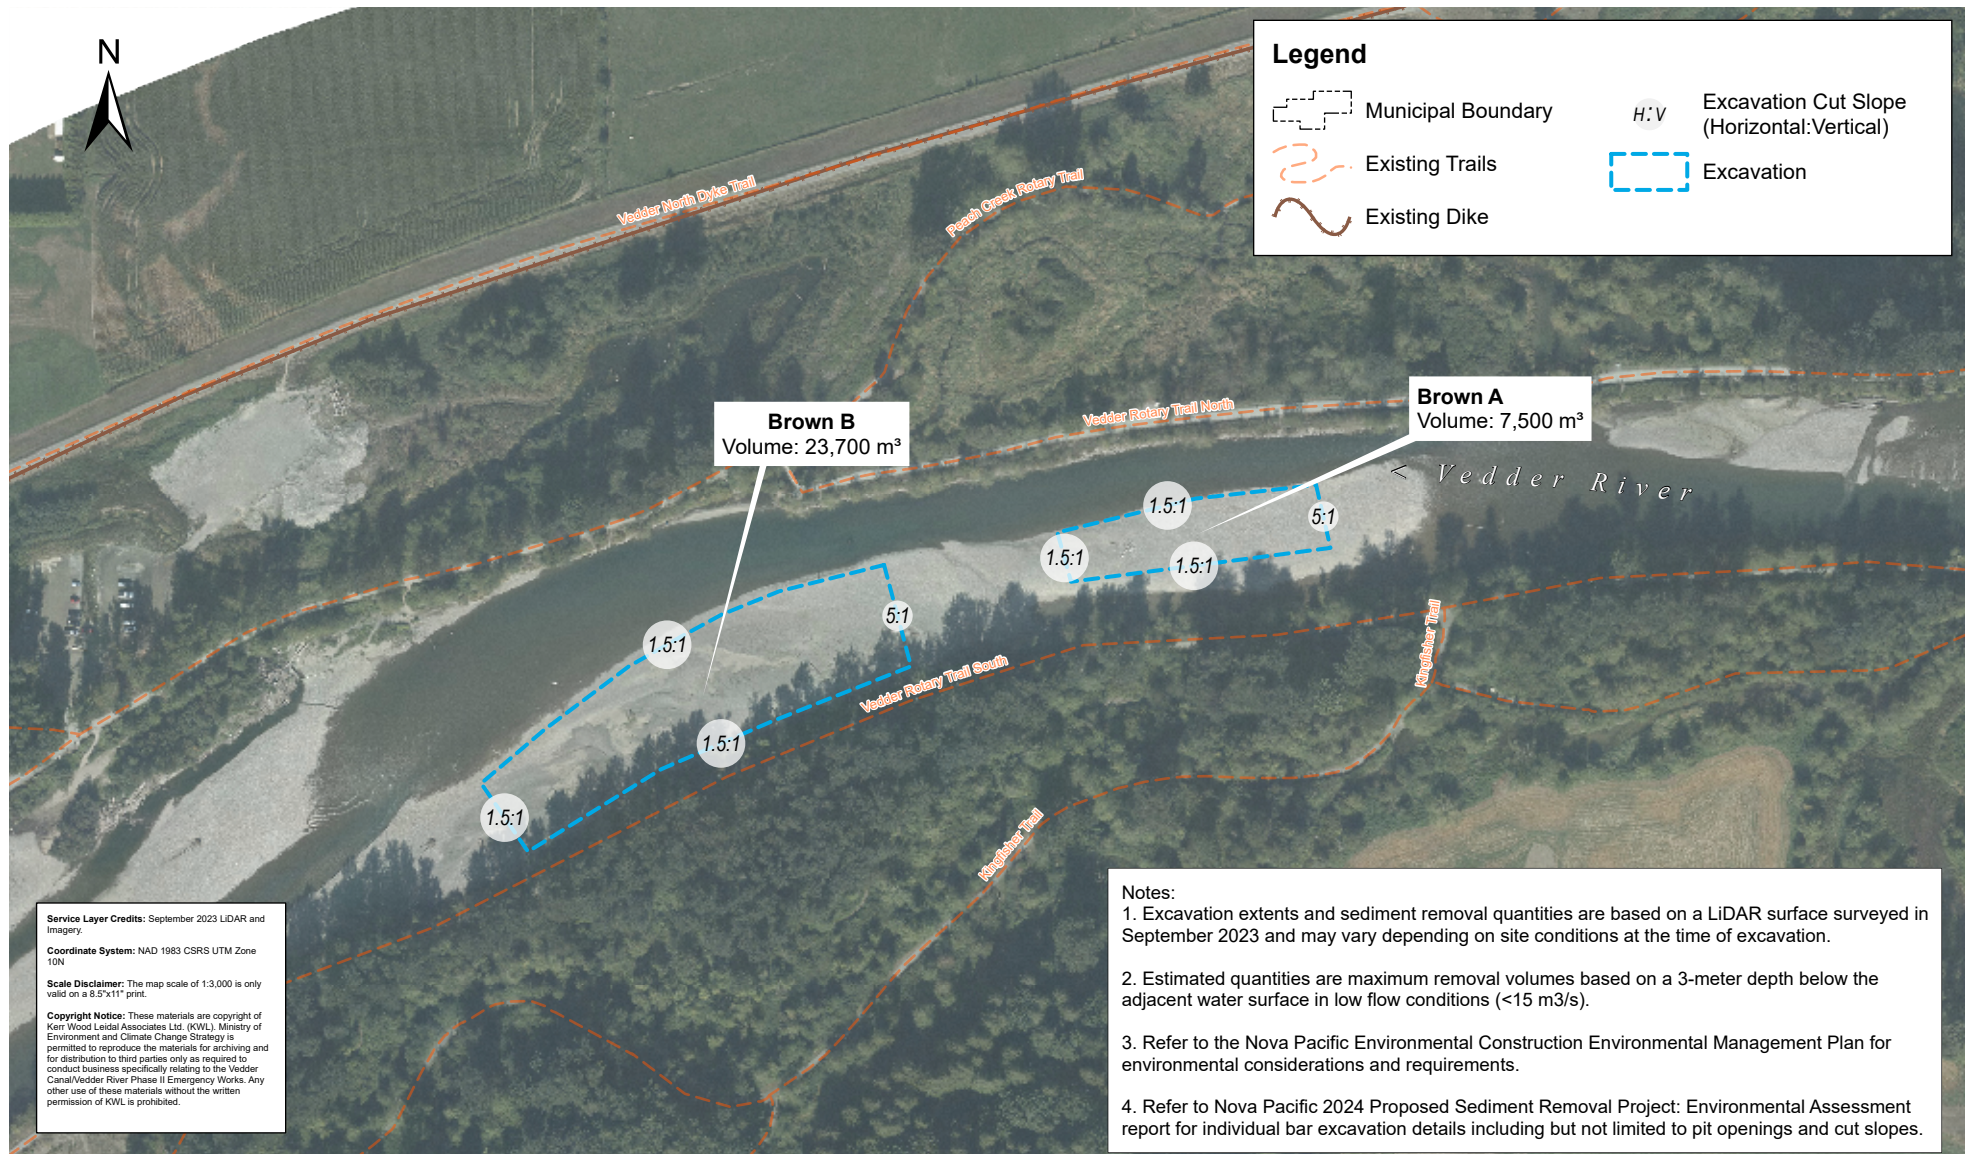 N
Legend
Municipal Boundary
Existing Trails
Existing Dike
H:V
Excavation Cut Slope
(Horizontal:Vertical)
Excavation
Vedder North Dyke Trail
Peach Creek Rotary Trail
Vedder Rotary Trail North
Brown A
Volume: 7,500 m³
Brown B
Volume: 23,700 m³
< Vedder River
1.5:1
5:1
1.5:1
1.5:1
5:1
1.5:1
1.5:1
1.5:1
Vedder Rotary Trail South
Kingfisher Trail
Kingfisher Trail
Service Layer Credits: September 2023 LiDAR and
Imagery.
Coordinate System: NAD 1983 CSRS UTM Zone
10N
Scale Disclaimer: The map scale of 1:3,000 is only
valid on a 8.5"x11" print.
Copyright Notice: These materials are copyright of
Kerr Wood Leidal Associates Ltd. (KWL). Ministry of
Environment and Climate Change Strategy is
permitted to reproduce the materials for archiving and
for distribution to third parties only as required to
conduct business specifically relating to the Vedder
Canal/Vedder River Phase II Emergency Works. Any
other use of these materials without the written
permission of KWL is prohibited.
Notes:
1. Excavation extents and sediment removal quantities are based on a LiDAR surface surveyed in
September 2023 and may vary depending on site conditions at the time of excavation.
2. Estimated quantities are maximum removal volumes based on a 3-meter depth below the
adjacent water surface in low flow conditions (<15 m3/s).
3. Refer to the Nova Pacific Environmental Construction Environmental Management Plan for
environmental considerations and requirements.
4. Refer to Nova Pacific 2024 Proposed Sediment Removal Project: Environmental Assessment
report for individual bar excavation details including but not limited to pit openings and cut slopes.